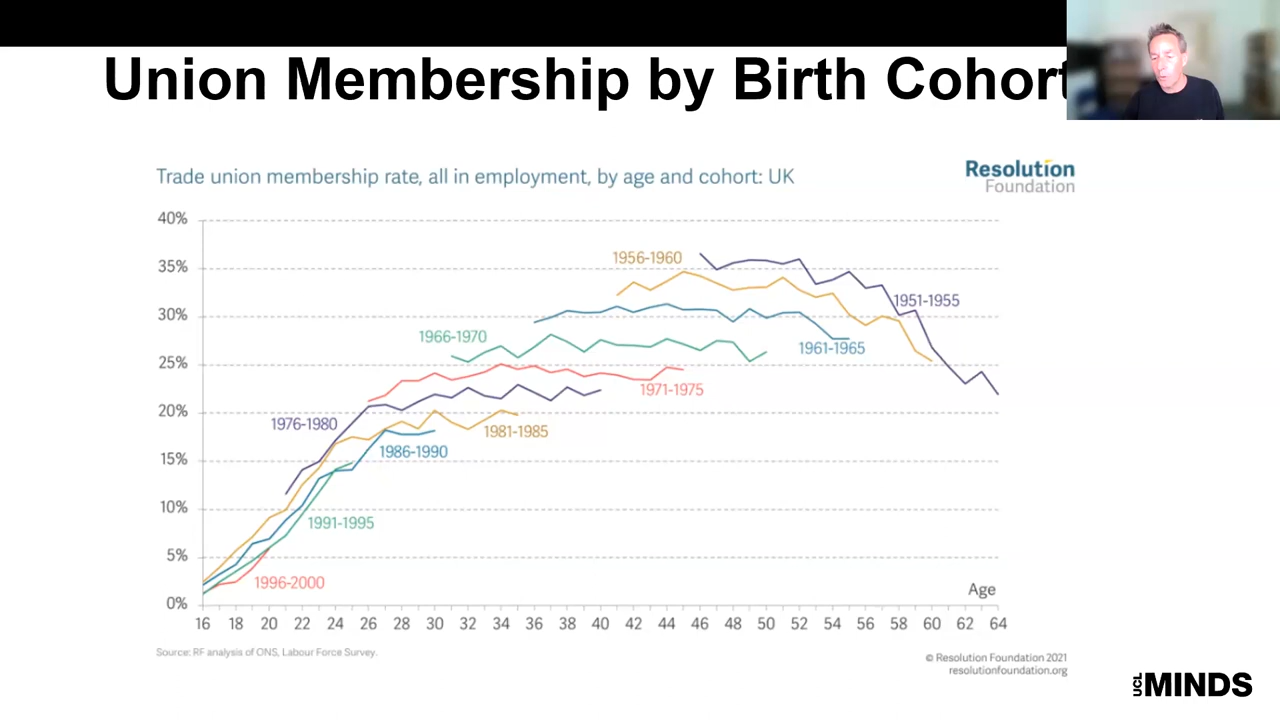 Union Membership by Birth Cohort
Trade union membership rate, all in employment, by age and cohort: UK
Resolution
Foundation
40%
35%
30%
25%
20%
15%
10%
5%
0%
1956-1960
1951-1955
1966-1970
1961-1965
1971-1975
1976-1980
1981-1985
1986-1990
1991-1995
1996-2000
Age
16 18 20 22 24 26 28 30 32 34 36 38 40 42 44 46 48 50 52 54 56 58 60 62 64
Source: RF analysis of ONS, Labour Force Survey.
© Resolution Foundation 2021
resolutionfoundation.org
UCL MINDS